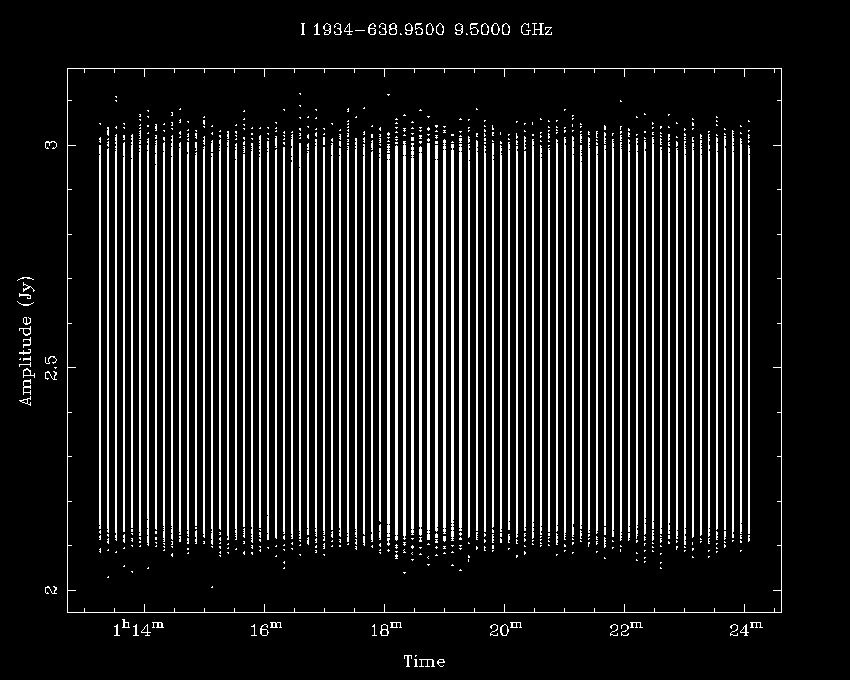 I 1934−638.9500 9.5000 GHz
3
2.5
2
Amplitude (Jy)
1ʰ14ᵐ 16ᵐ 18ᵐ 20ᵐ 22ᵐ 24ᵐ
Time